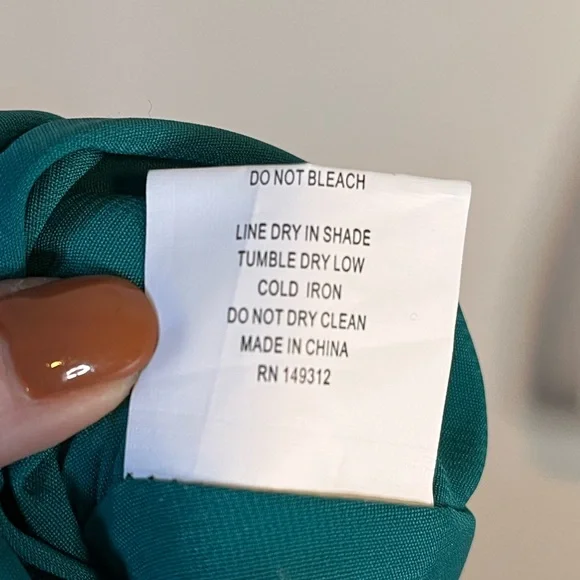 DO NOT BLEACH
LINE DRY IN SHADE
TUMBLE DRY LOW
COLD IRON
DO NOT DRY CLEAN
MADE IN CHINA
RN 149312